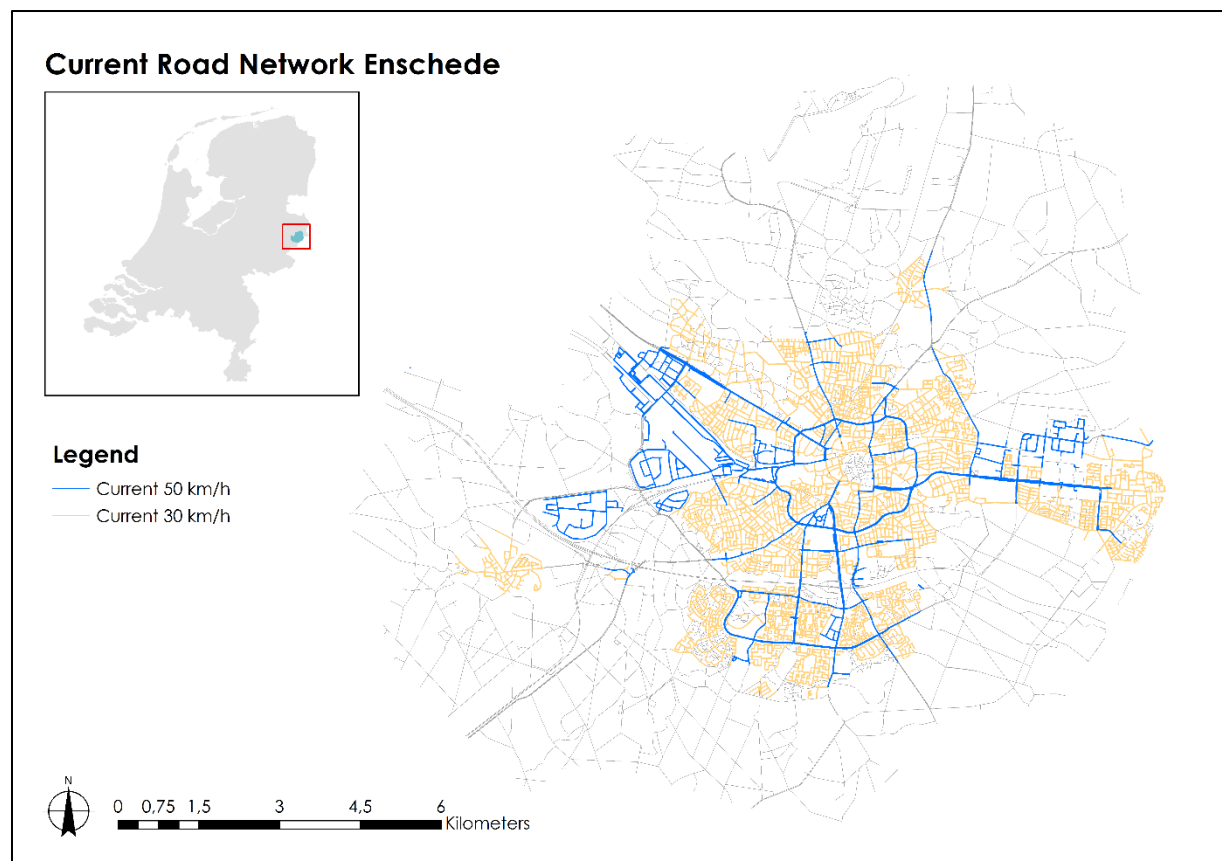 Current Road Network Enschede
Legend
Current 50 km/h
Current 30 km/h
N
0 0,75 1,5 3 4,5 6
Kilometers